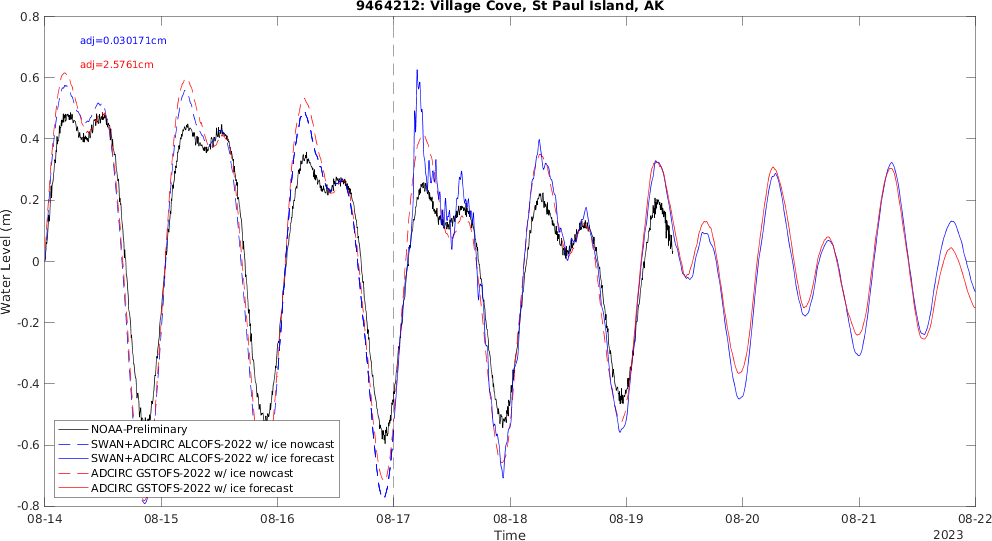 9464212: Village Cove, St Paul Island, AK
adj=0.030171cm
adj=2.5761cm
0.8
0.6
0.4
0.2
0
-0.2
-0.4
-0.6
-0.8
Water Level (m)
NOAA-Preliminary
SWAN+ADCIRC ALCOFS-2022 w/ ice nowcast
SWAN+ADCIRC ALCOFS-2022 w/ ice forecast
ADCIRC GSTOFS-2022 w/ ice nowcast
ADCIRC GSTOFS-2022 w/ ice forecast
08-14 08-15 08-16 08-17 08-18 08-19 08-20 08-21 08-22
Time
2023